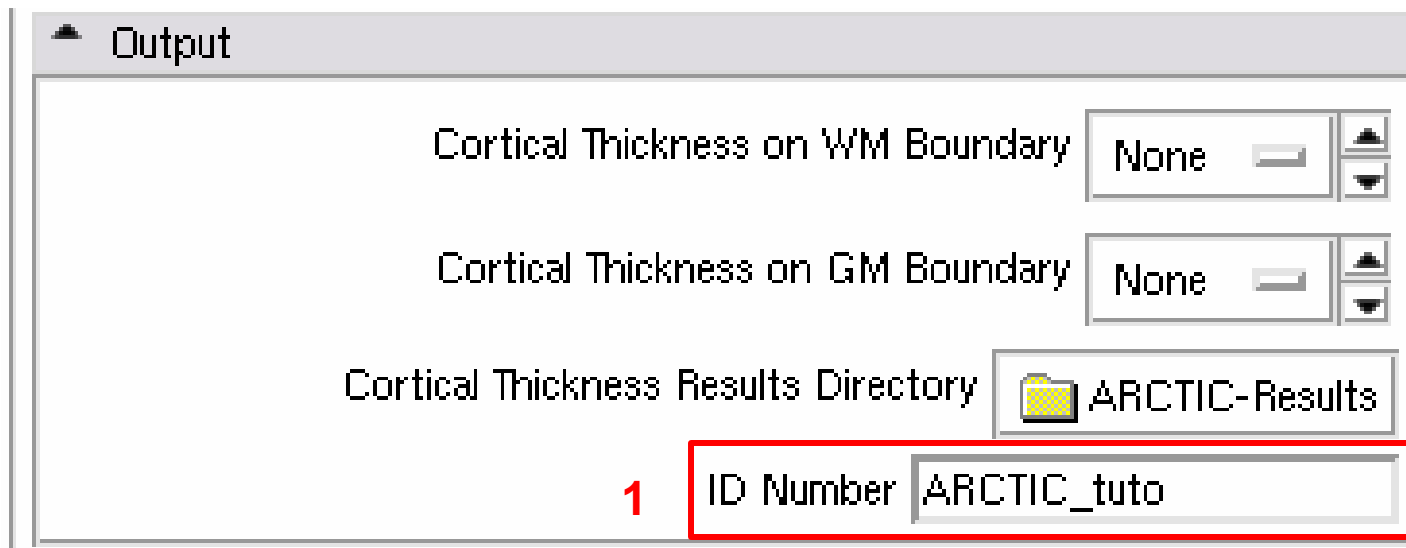 Output
Cortical Thickness on WM Boundary None
Cortical Thickness on GM Boundary None
Cortical Thickness Results Directory ARCTIC-Results
1 ID Number ARCTIC_tuto